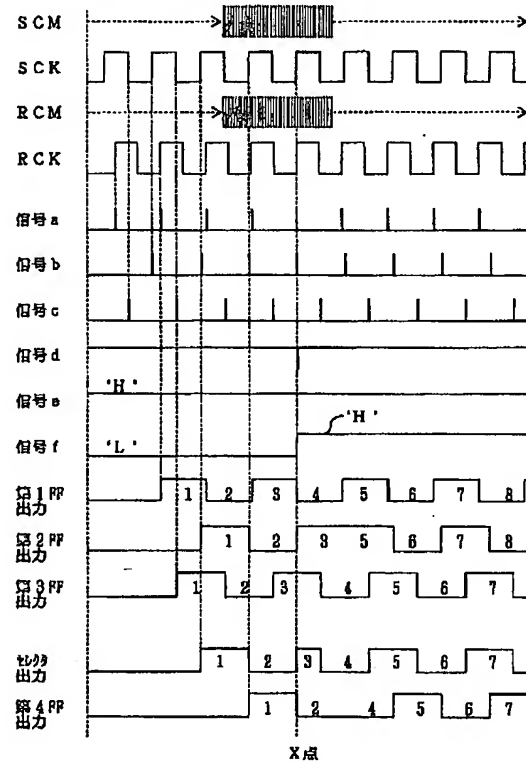 SCM
SCK
RCM
RCK
信号a
信号b
信号c
信号d
信号e
'H'
信号f
'L'
'H'
第1FF
出力
1 2 3 4 5 6 7 8
第2FF
出力
1 2 3 5 6 7 8
第3FF
出力
1 2 3 4 5 6 7
セレクタ
出力
1 2 3 4 5 6 7
第4FF
出力
1 2 4 5 6 7
X点